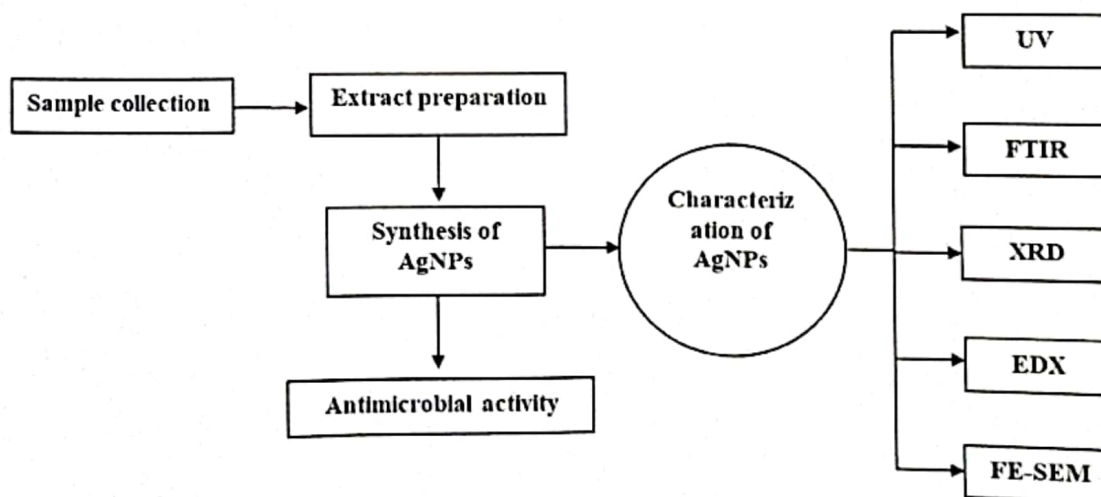 Sample collection
Extract preparation
Synthesis of
AgNPs
Antimicrobial activity
Characteriz
ation of
AgNPs
UV
FTIR
XRD
EDX
FE-SEM